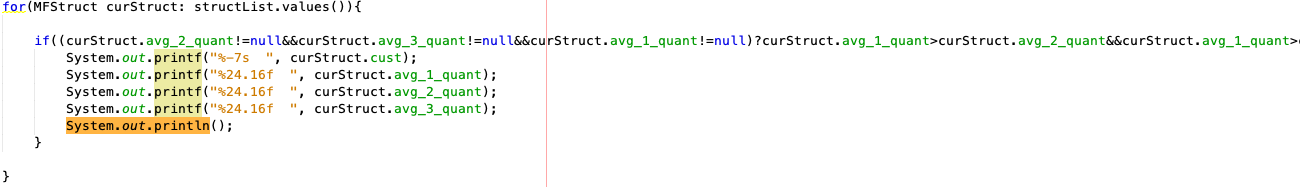 for(MFStruct curStruct: structList.values()){
if((curStruct.avg_2_quant!=null&&curStruct.avg_3_quant!=null&&curStruct.avg_1_quant!=null)?curStruct.avg_1_quant>curStruct.avg_2_quant&&curStruct.avg_1_quant>
System.out.printf("%-7s  ", curStruct.cust);
System.out.printf("%24.16f  ", curStruct.avg_1_quant);
System.out.printf("%24.16f  ", curStruct.avg_2_quant);
System.out.printf("%24.16f  ", curStruct.avg_3_quant);
System.out.println();
}
}